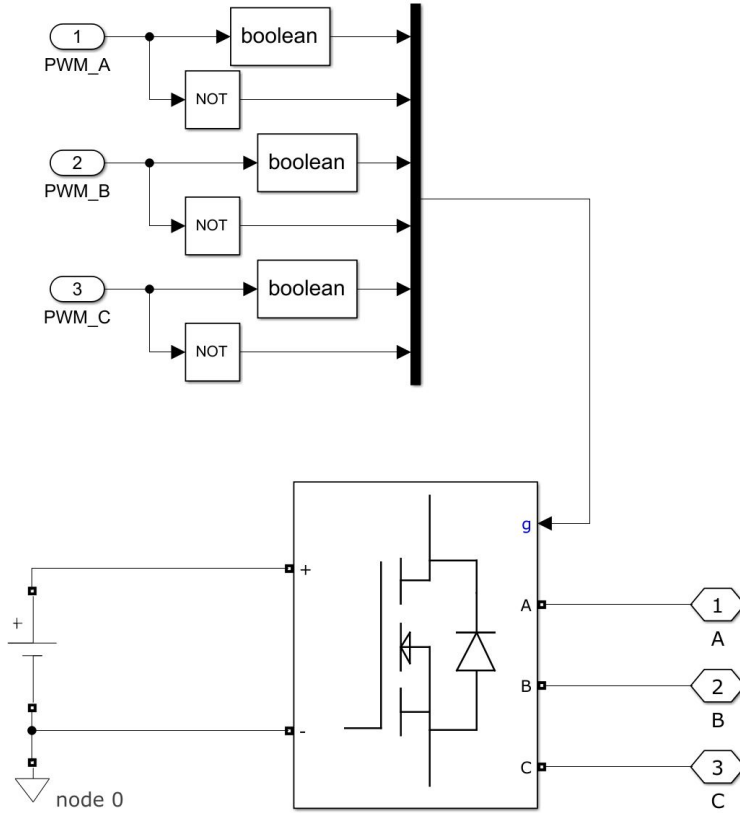 1
PWM_A
boolean
NOT
2
PWM_B
boolean
NOT
3
PWM_C
boolean
NOT
g
+
+
A
1
A
B
2
B
-
C
3
C
node 0